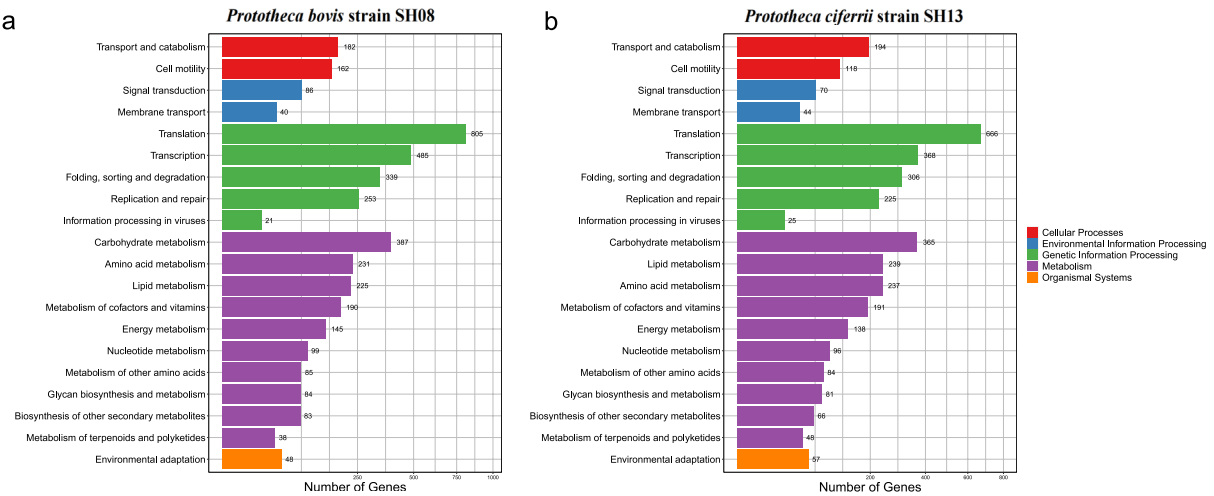 a
Prototheca bovis strain SH08
Transport and catabolism 182
Cell motility 162
Signal transduction 86
Membrane transport 40
Translation 805
Transcription 485
Folding, sorting and degradation 339
Replication and repair 253
Information processing in viruses 21
Carbohydrate metabolism 387
Amino acid metabolism 231
Lipid metabolism 225
Metabolism of cofactors and vitamins 190
Energy metabolism 145
Nucleotide metabolism 99
Metabolism of other amino acids 85
Glycan biosynthesis and metabolism 84
Biosynthesis of other secondary metabolites 83
Metabolism of terpenoids and polyketides 38
Environmental adaptation 48
250 500 750 1000
Number of Genes
b
Prototheca ciferrii strain SH13
Transport and catabolism 194
Cell motility 118
Signal transduction 70
Membrane transport 44
Translation 666
Transcription 368
Folding, sorting and degradation 306
Replication and repair 225
Information processing in viruses 25
Carbohydrate metabolism 365
Lipid metabolism 239
Amino acid metabolism 237
Metabolism of cofactors and vitamins 191
Energy metabolism 138
Nucleotide metabolism 96
Metabolism of other amino acids 84
Glycan biosynthesis and metabolism 81
Biosynthesis of other secondary metabolites 66
Metabolism of terpenoids and polyketides 48
Environmental adaptation 57
200 400 600 800
Number of Genes
Cellular Processes
Environmental Information Processing
Genetic Information Processing
Metabolism
Organismal Systems